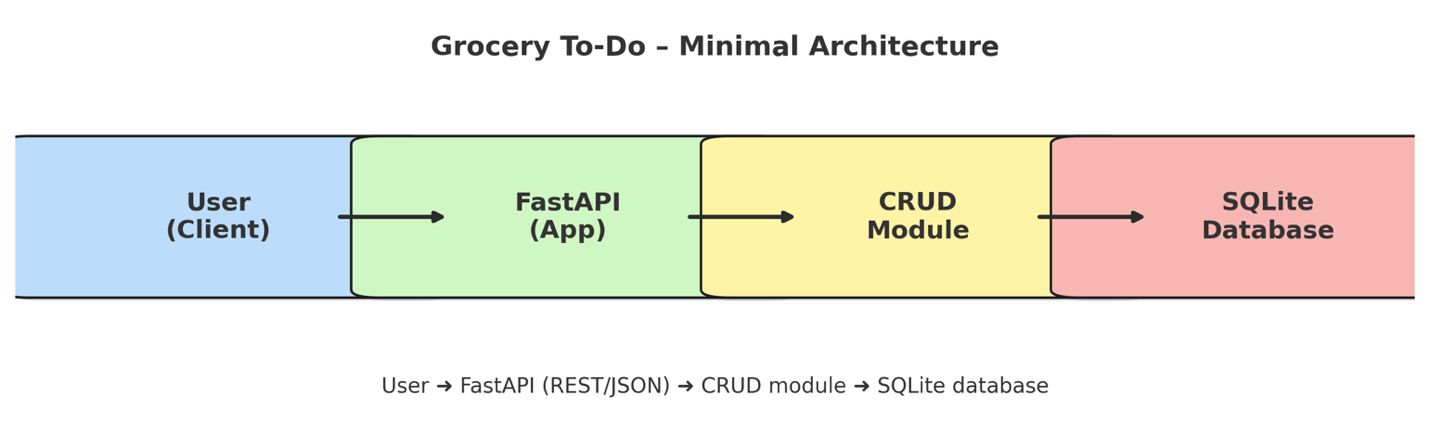 Grocery To-Do – Minimal Architecture
User
(Client)
FastAPI
(App)
CRUD
Module
SQLite
Database
User ➜ FastAPI (REST/JSON) ➜ CRUD module ➜ SQLite database